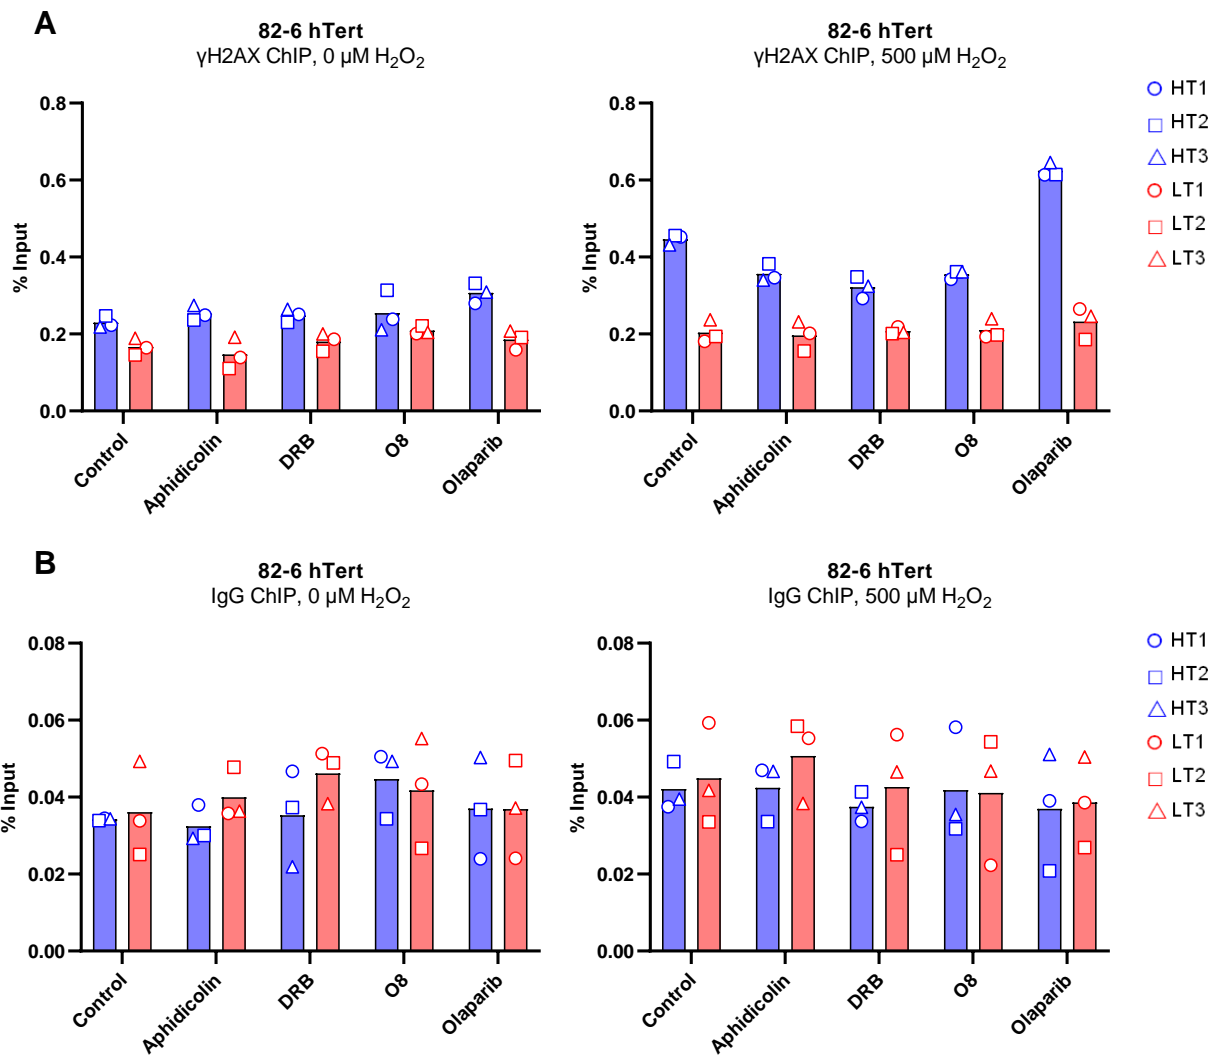 A
82-6 hTert
γH2AX ChIP, 0 µM H₂O₂
% Input
0.8
0.6
0.4
0.2
0.0
Control
Aphidicolin
DRB
O8
Olaparib
82-6 hTert
γH2AX ChIP, 500 µM H₂O₂
% Input
0.8
0.6
0.4
0.2
0.0
Control
Aphidicolin
DRB
O8
Olaparib
HT1
HT2
HT3
LT1
LT2
LT3
B
82-6 hTert
IgG ChIP, 0 µM H₂O₂
% Input
0.08
0.06
0.04
0.02
0.00
Control
Aphidicolin
DRB
O8
Olaparib
82-6 hTert
IgG ChIP, 500 µM H₂O₂
% Input
0.08
0.06
0.04
0.02
0.00
Control
Aphidicolin
DRB
O8
Olaparib
HT1
HT2
HT3
LT1
LT2
LT3